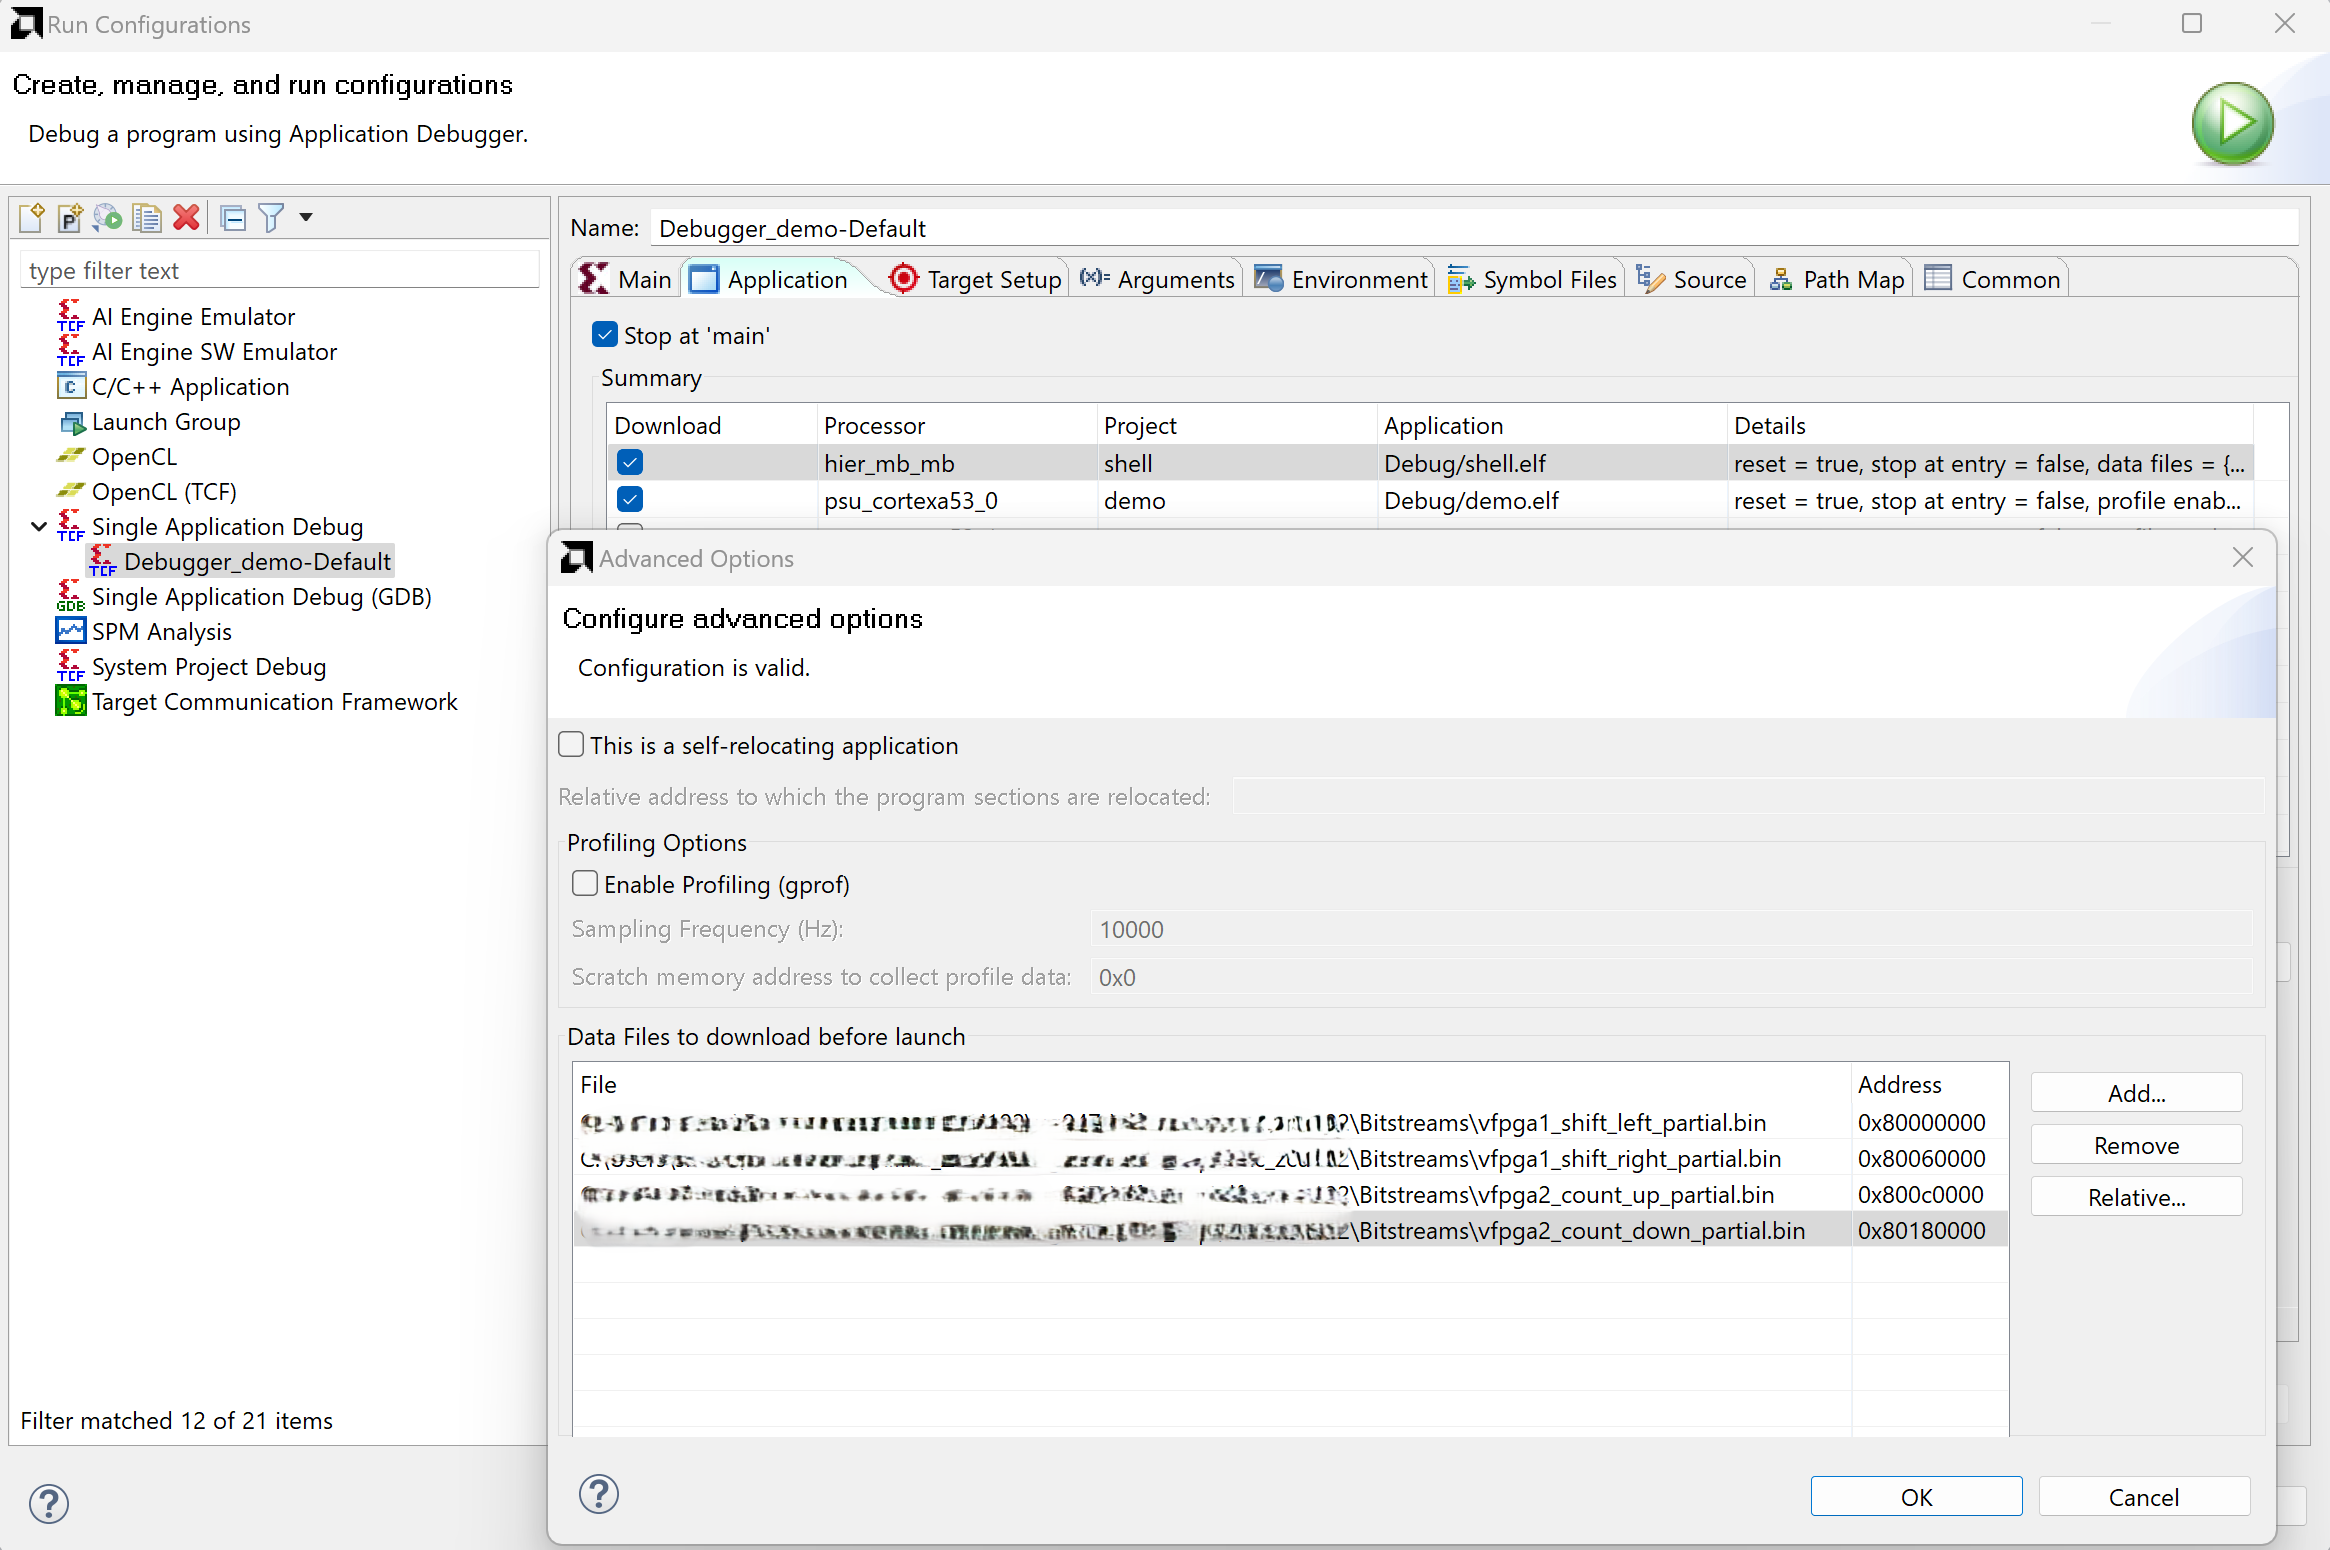 Run Configurations
Create, manage, and run configurations
Debug a program using Application Debugger.
type filter text
AI Engine Emulator
AI Engine SW Emulator
C/C++ Application
Launch Group
OpenCL
OpenCL (TCF)
Single Application Debug
Debugger_demo-Default
Single Application Debug (GDB)
SPM Analysis
System Project Debug
Target Communication Framework
Filter matched 12 of 21 items
Name: Debugger_demo-Default
Main Application Target Setup (x)= Arguments Environment Symbol Files Source Path Map Common
Stop at 'main'
Summary
Download Processor Project Application Details
hier_mb_mb shell Debug/shell.elf reset = true, stop at entry = false, data files = {...
psu_cortexa53_0 demo Debug/demo.elf reset = true, stop at entry = false, profile enab...
Advanced Options
Configure advanced options
Configuration is valid.
This is a self-relocating application
Relative address to which the program sections are relocated:
Profiling Options
Enable Profiling (gprof)
Sampling Frequency (Hz): 10000
Scratch memory address to collect profile data: 0x0
Data Files to download before launch
File Address
\Bitstreams\vfpga1_shift_left_partial.bin 0x80000000
\Bitstreams\vfpga1_shift_right_partial.bin 0x80060000
\Bitstreams\vfpga2_count_up_partial.bin 0x800c0000
\Bitstreams\vfpga2_count_down_partial.bin 0x80180000
Add...
Remove
Relative...
OK Cancel